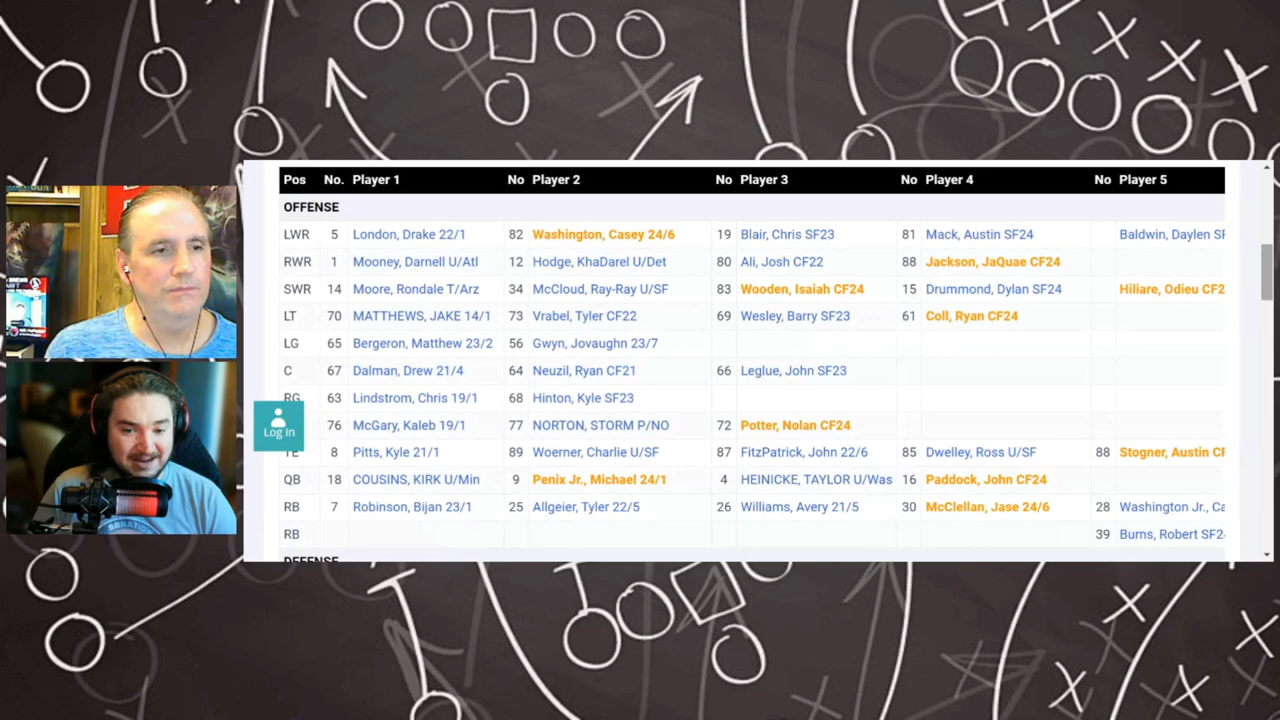 Pos No. Player 1 No Player 2 No Player 3 No Player 4 No Player 5
OFFENSE
LWR 5 London, Drake 22/1 82 Washington, Casey 24/6 19 Blair, Chris SF23 81 Mack, Austin SF24 Baldwin, Daylen SF
RWR 1 Mooney, Darnell U/Atl 12 Hodge, KhaDarel U/Det 80 Ali, Josh CF22 88 Jackson, JaQuae CF24
SWR 14 Moore, Rondale T/Arz 34 McCloud, Ray-Ray U/SF 83 Wooden, Isaiah CF24 15 Drummond, Dylan SF24 Hiliare, Odieu CF2
LT 70 MATTHEWS, JAKE 14/1 73 Vrabel, Tyler CF22 69 Wesley, Barry SF23 61 Coll, Ryan CF24
LG 65 Bergeron, Matthew 23/2 56 Gwyn, Jovaughn 23/7
C 67 Dalman, Drew 21/4 64 Neuzil, Ryan CF21 66 Leglue, John SF23
RG 63 Lindstrom, Chris 19/1 68 Hinton, Kyle SF23
76 McGary, Kaleb 19/1 77 NORTON, STORM P/NO 72 Potter, Nolan CF24
TE 8 Pitts, Kyle 21/1 89 Woerner, Charlie U/SF 87 FitzPatrick, John 22/6 85 Dwelley, Ross U/SF 88 Stogner, Austin CF
QB 18 COUSINS, KIRK U/Min 9 Penix Jr., Michael 24/1 4 HEINICKE, TAYLOR U/Was 16 Paddock, John CF24
RB 7 Robinson, Bijan 23/1 25 Allgeier, Tyler 22/5 26 Williams, Avery 21/5 30 McClellan, Jase 24/6 28 Washington Jr., Ca
RB 39 Burns, Robert SF24
DEFENSE
Log In